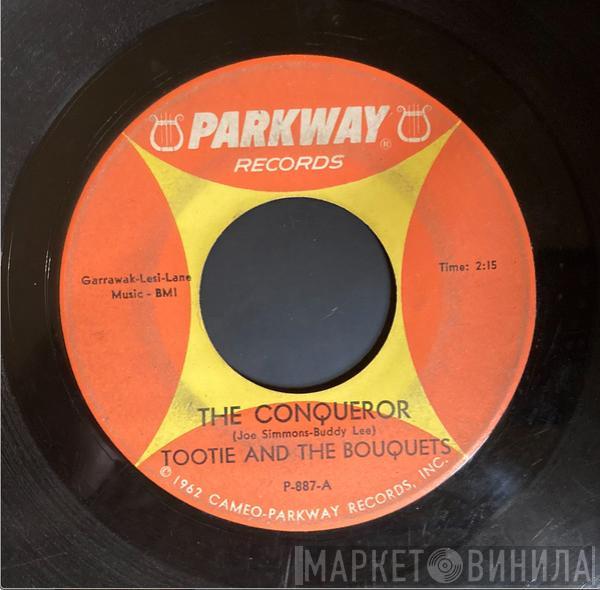 PARKWAY ®
RECORDS
Garrawak-Lesi-Lane
Music - BMI
Time: 2:15
THE CONQUEROR
(Joe Simmons-Buddy Lee)
TOOTIE AND THE BOUQUETS
P-887-A
© 1962 CAMEO-PARKWAY RECORDS, INC.
МАРКЕТ ВИНИЛА